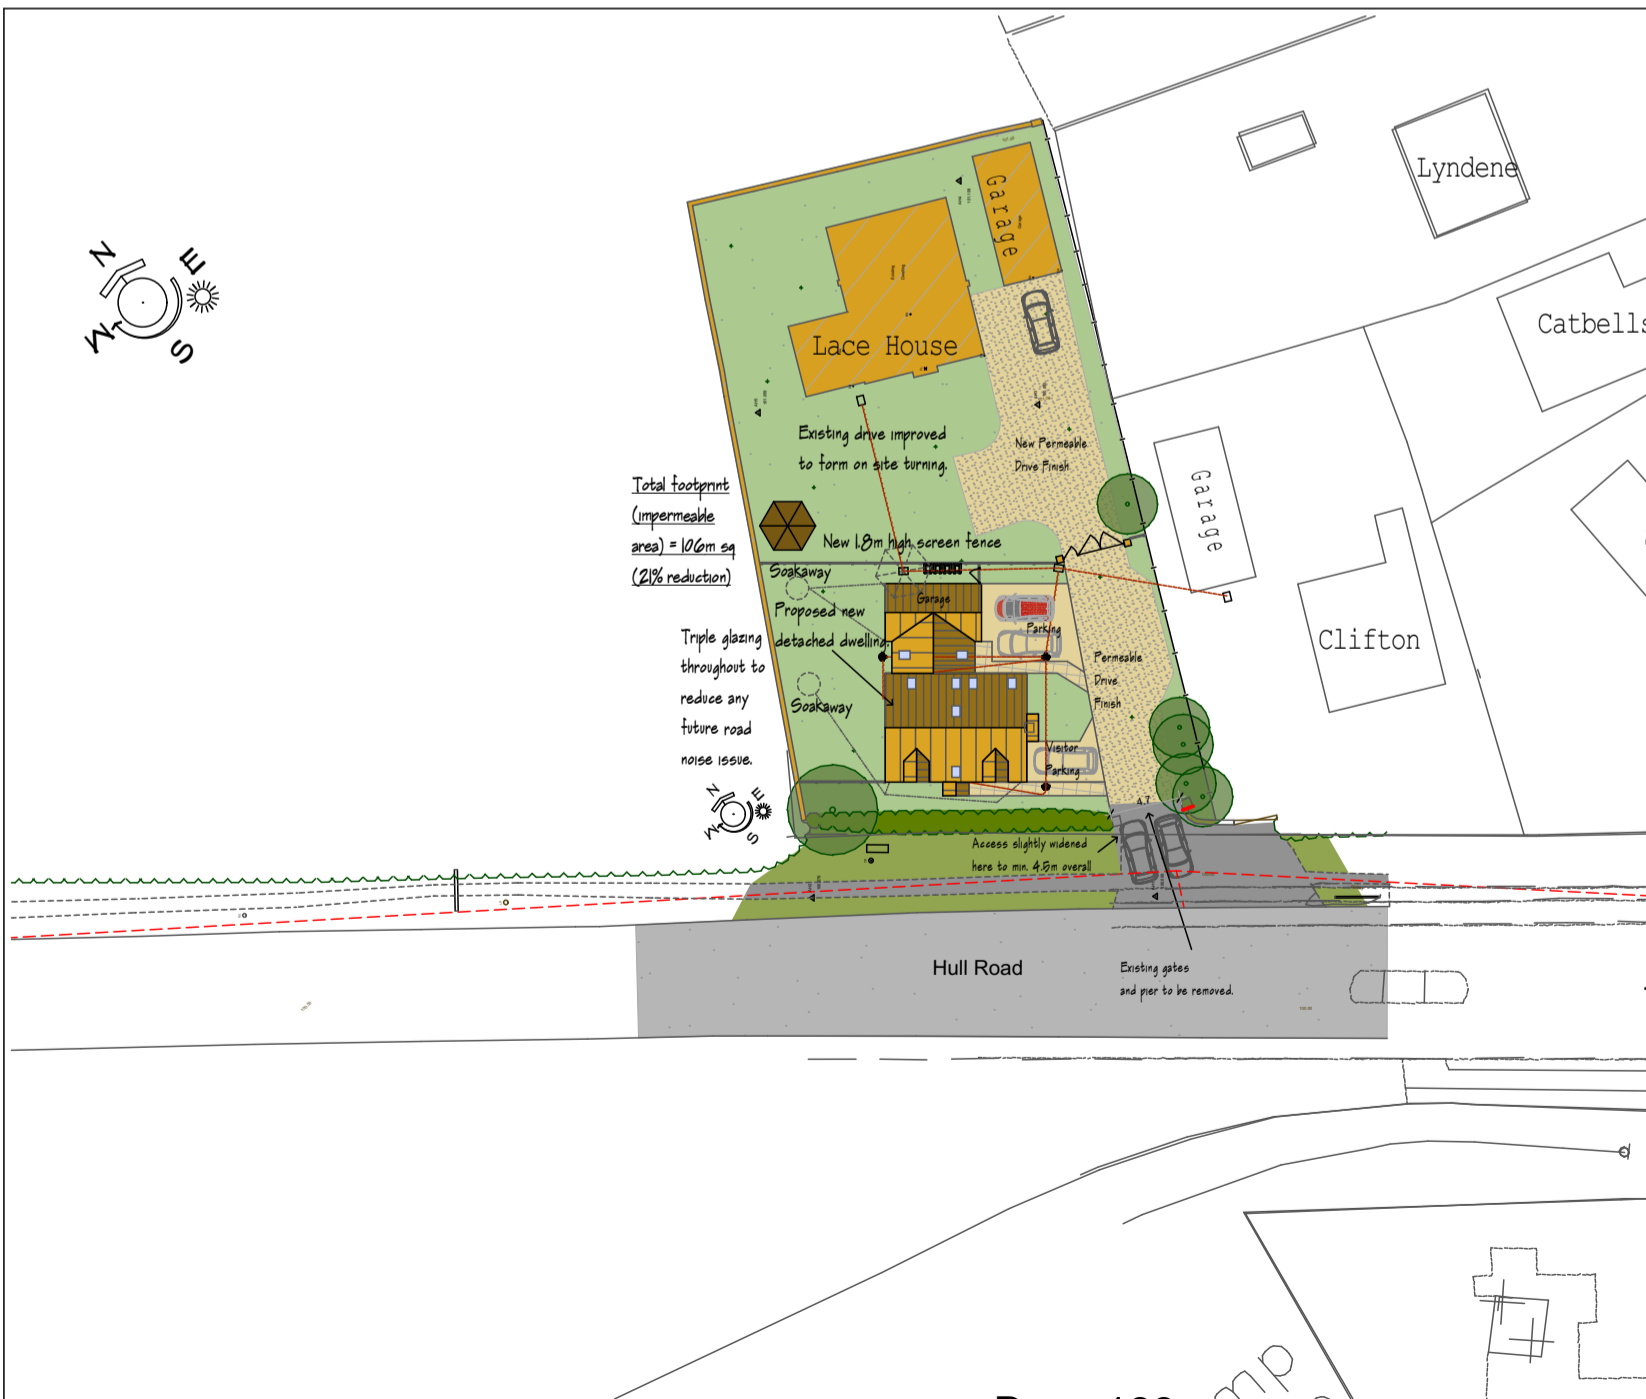 Lyndene
Garage
N
E
W
S
Catbells
Lace House
Existing drive improved
to form on site turning.
New Permeable
Drive Finish
Garage
Total footprint
(impermeable
area) = 106m sq
(21% reduction)
New 1.8m high screen fence
Soakaway
Garage
Proposed new
detached dwelling.
Parking
Clifton
Triple glazing
throughout to
reduce any
future road
noise issue.
Permeable
Drive
Finish
Soakaway
Visitor
Parking
N
E
W
S
4.7
Access slightly widened
here to min. 4.5m overall
Hull Road
Existing gates
and pier to be removed.